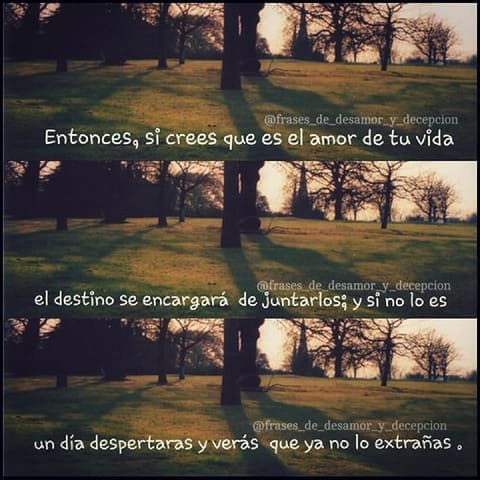 @frases_de_desamor_y_decepcion
Entonces, si crees que es el amor de tu vida
@frases_de_desamor_y_decepcion
el destino se encargará de juntarlos; y si no lo es
@frases_de_desamor_y_decepcion
un día despertaras y verás que ya no lo extrañas .